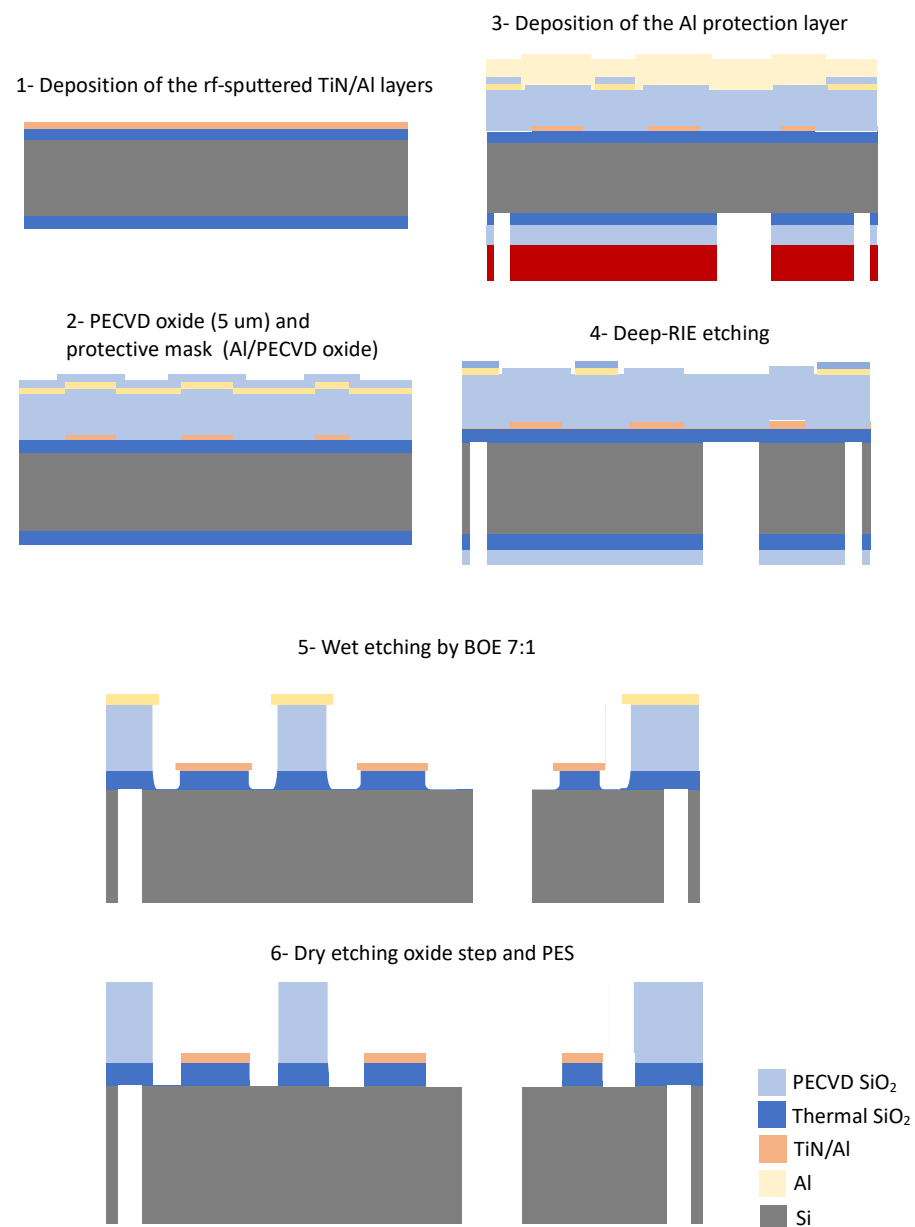 1- Deposition of the rf-sputtered TiN/Al layers
2- PECVD oxide (5 um) and
protective mask  (Al/PECVD oxide)
3- Deposition of the Al protection layer
4- Deep-RIE etching
5- Wet etching by BOE 7:1
6- Dry etching oxide step and PES
PECVD SiO₂
Thermal SiO₂
TiN/Al
Al
Si